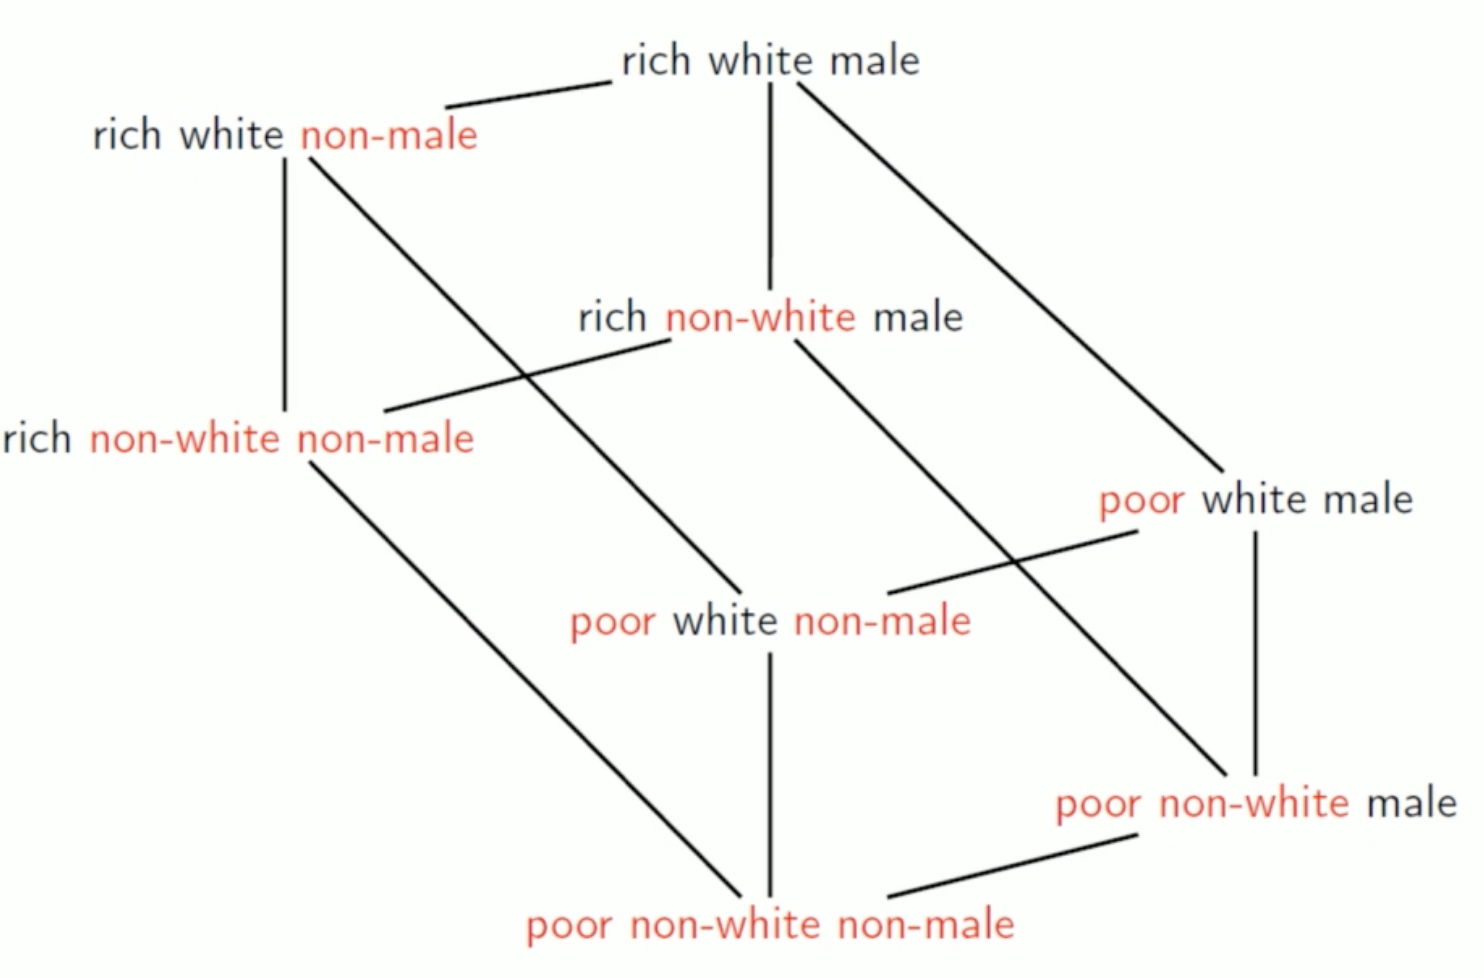 rich white male
rich white non-male
rich non-white male
rich non-white non-male
poor white male
poor white non-male
poor non-white male
poor non-white non-male